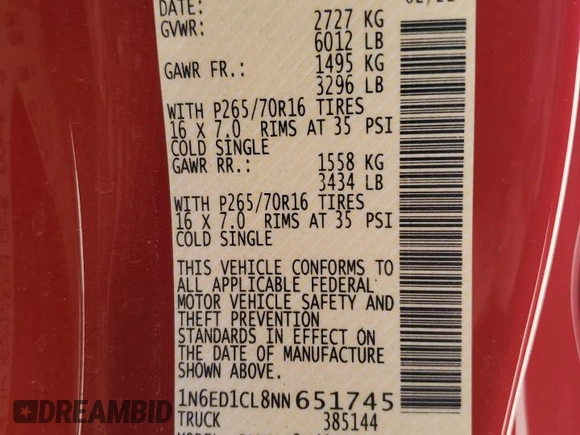 DATE:
GVWR: 2727 KG
6012 LB
GAWR FR.: 1495 KG
3296 LB
WITH P265/70R16 TIRES
16 X 7.0 RIMS AT 35 PSI
COLD SINGLE
GAWR RR.: 1558 KG
3434 LB
WITH P265/70R16 TIRES
16 X 7.0 RIMS AT 35 PSI
COLD SINGLE
THIS VEHICLE CONFORMS TO
ALL APPLICABLE FEDERAL
MOTOR VEHICLE SAFETY AND
THEFT PREVENTION
STANDARDS IN EFFECT ON
THE DATE OF MANUFACTURE
SHOWN ABOVE.
1N6ED1CL8NN651745
TRUCK 385144
DREAMBID